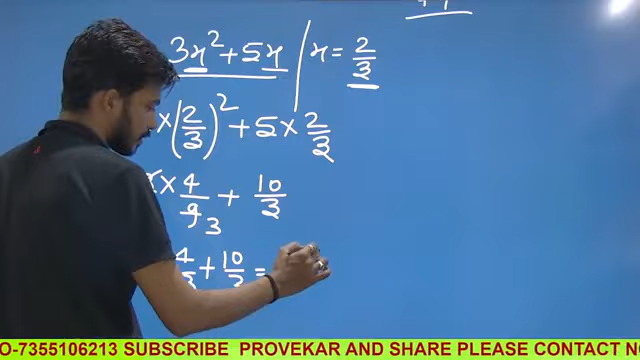 3x² + 5x | x = 2/3
×(2/3)² + 5 × 2/3
× 4/9 3 + 10/3
4/3 + 10/3 =
O-7355106213 SUBSCRIBE PROVEKAR AND SHARE PLEASE CONTACT N